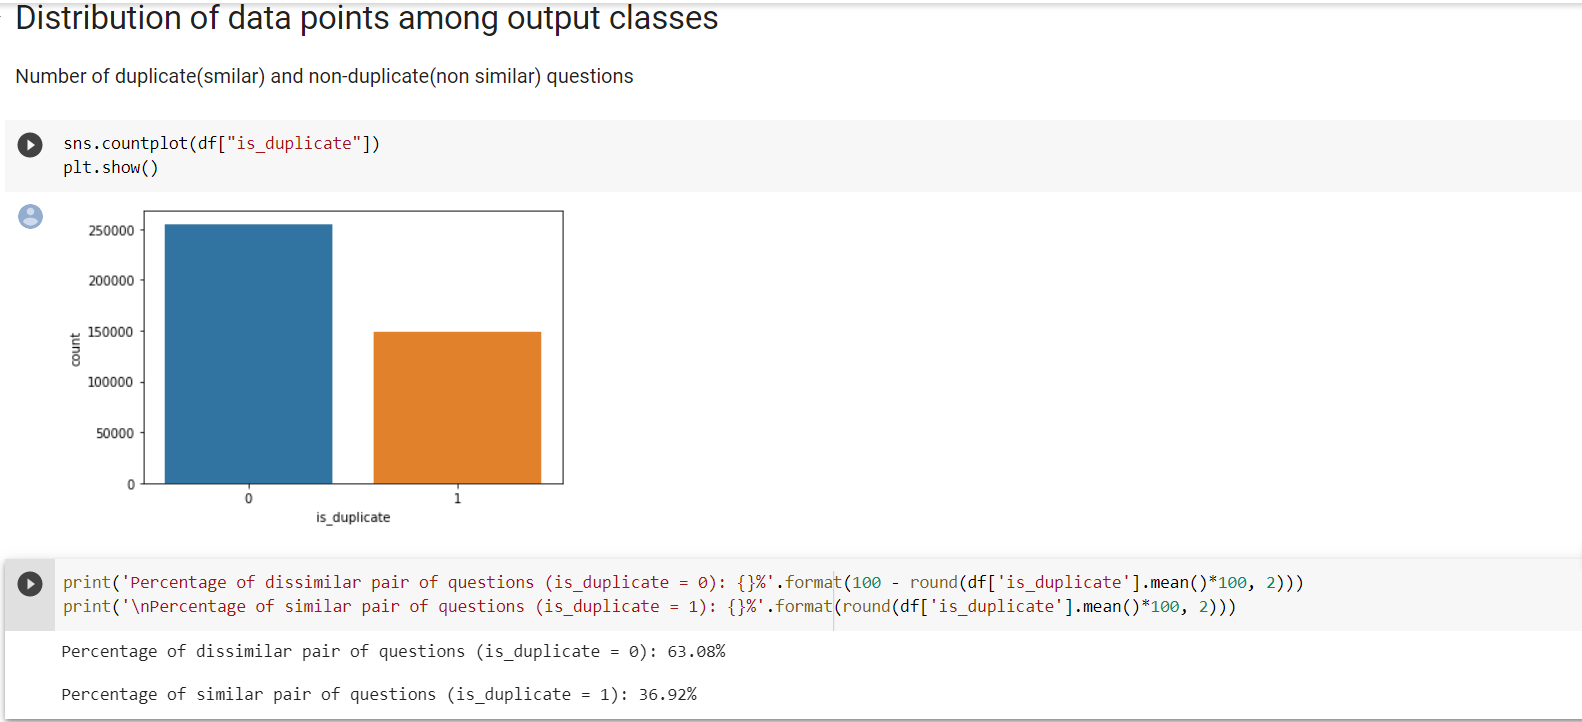 Distribution of data points among output classes
Number of duplicate(smilar) and non-duplicate(non similar) questions
sns.countplot(df["is_duplicate"])
plt.show()
250000
200000
150000
100000
50000
0
count
0 1
is_duplicate
print('Percentage of dissimilar pair of questions (is_duplicate = 0): {}%'.format(100 - round(df['is_duplicate'].mean()*100, 2)))
print('\nPercentage of similar pair of questions (is_duplicate = 1): {}%'.format(round(df['is_duplicate'].mean()*100, 2)))
Percentage of dissimilar pair of questions (is_duplicate = 0): 63.08%
Percentage of similar pair of questions (is_duplicate = 1): 36.92%